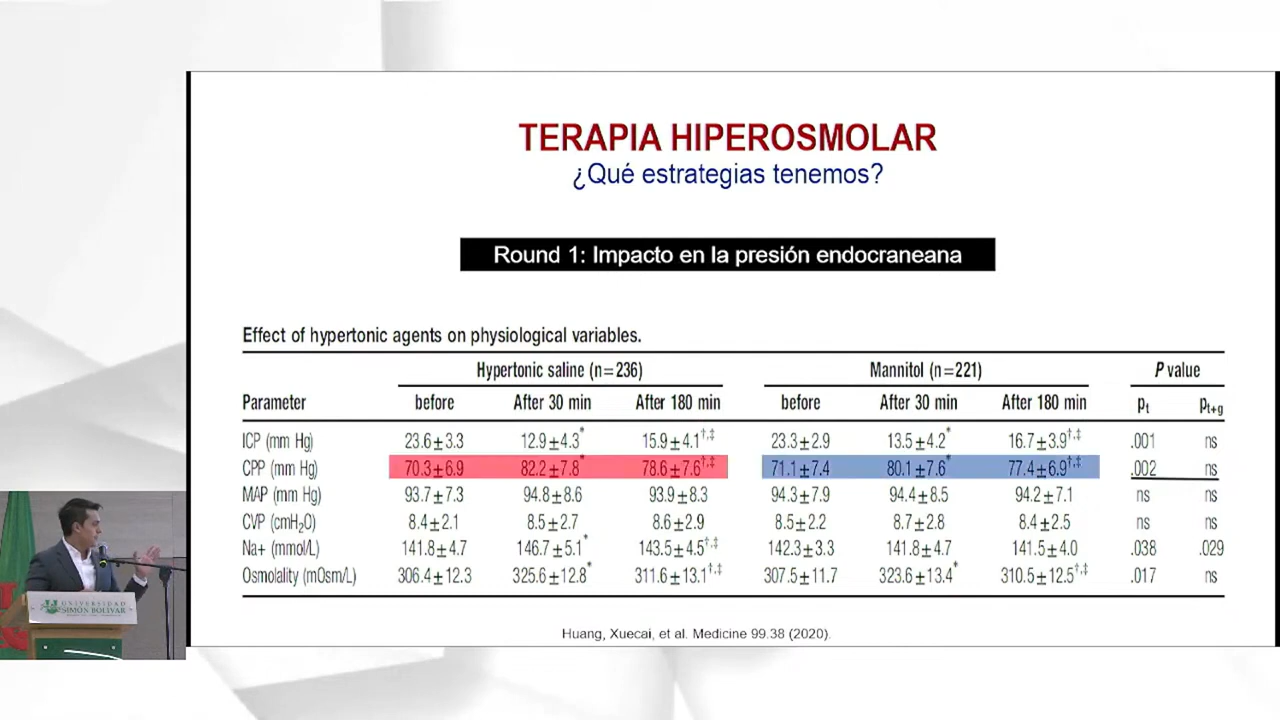 TERAPIA HIPEROSMOLAR
¿Qué estrategias tenemos?
Round 1: Impacto en la presión endocraneana
Effect of hypertonic agents on physiological variables.
Hypertonic saline (n=236) Mannitol (n=221) P value
Parameter before After 30 min After 180 min before After 30 min After 180 min pt pt+g
ICP (mm Hg) 23.6±3.3 12.9±4.3* 15.9±4.1†,‡ 23.3±2.9 13.5±4.2* 16.7±3.9†,‡ .001 ns
CPP (mm Hg) 70.3±6.9 82.2±7.8* 78.6±7.6†,‡ 71.1±7.4 80.1±7.6* 77.4±6.9†,‡ .002 ns
MAP (mm Hg) 93.7±7.3 94.8±8.6 93.9±8.3 94.3±7.9 94.4±8.5 94.2±7.1 ns ns
CVP (cmH2O) 8.4±2.1 8.5±2.7 8.6±2.9 8.5±2.2 8.7±2.8 8.4±2.5 ns ns
Na+ (mmol/L) 141.8±4.7 146.7±5.1* 143.5±4.5†,‡ 142.3±3.3 141.8±4.7 141.5±4.0 .038 .029
Osmolality (mOsm/L) 306.4±12.3 325.6±12.8* 311.6±13.1†,‡ 307.5±11.7 323.6±13.4* 310.5±12.5†,‡ .017 ns
Huang, Xuecai, et al. Medicine 99.38 (2020).
UNIVERSIDAD
SIMÓN BOLÍVAR